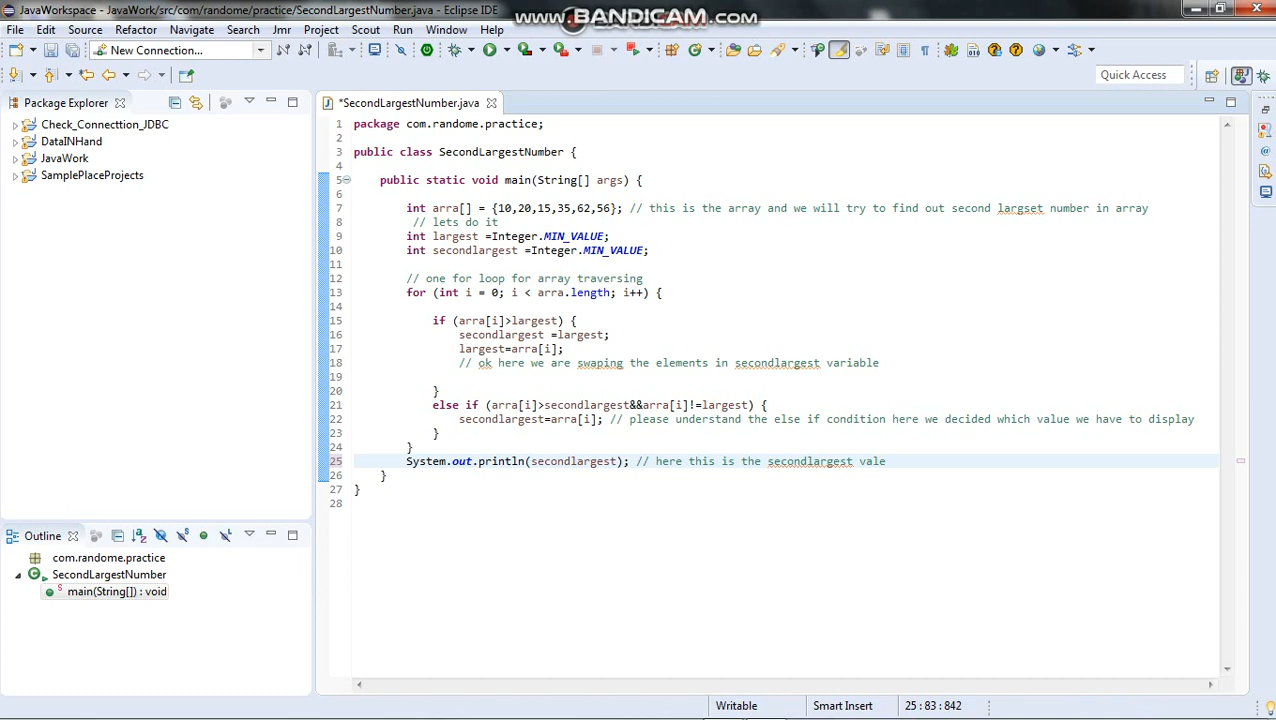 JavaWorkspace - JavaWork/src/com/randome/practice/SecondLargestNumber.java - Eclipse IDE
www.BANDICAM.com
File Edit Source Refactor Navigate Search Jmr Project Scout Run Window Help
New Connection...
Quick Access
Package Explorer
Check_Connecttion_JDBC
DataINHand
JavaWork
SamplePlaceProjects
*SecondLargestNumber.java
1 package com.randome.practice;
2
3 public class SecondLargestNumber {
4
5 public static void main(String[] args) {
6
7 int arra[] = {10,20,15,35,62,56}; // this is the array and we will try to find out second largset number in array
8 // lets do it
9 int largest =Integer.MIN_VALUE;
10 int secondlargest =Integer.MIN_VALUE;
11
12 // one for loop for array traversing
13 for (int i = 0; i < arra.length; i++) {
14
15 if (arra[i]>largest) {
16 secondlargest =largest;
17 largest=arra[i];
18 // ok here we are swaping the elements in secondlargest variable
19
20 }
21 else if (arra[i]>secondlargest&&arra[i]!=largest) {
22 secondlargest=arra[i]; // please understand the else if condition here we decided which value we have to display
23 }
24 }
25 System.out.println(secondlargest); // here this is the secondlargest vale
26 }
27 }
28
Outline
com.randome.practice
SecondLargestNumber
main(String[]) : void
Writable Smart Insert 25 : 83 : 842